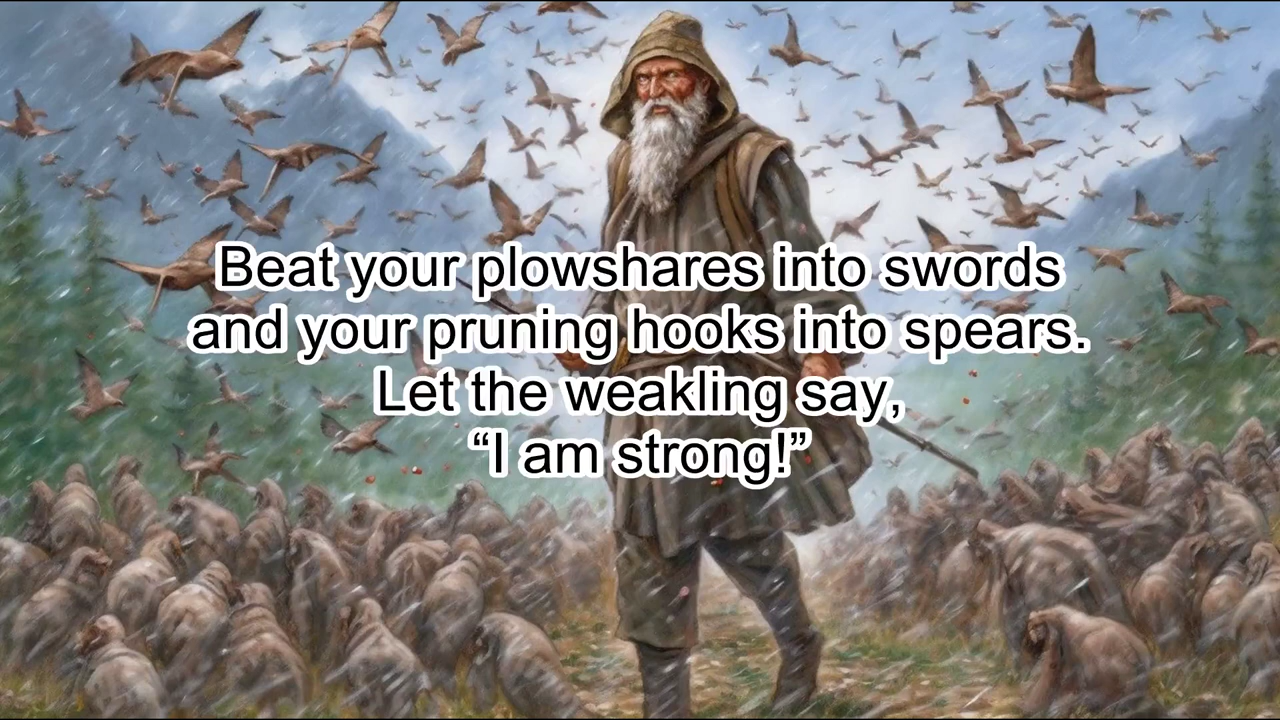 Beat your plowshares into swords
and your pruning hooks into spears.
Let the weakling say,
“I am strong!”